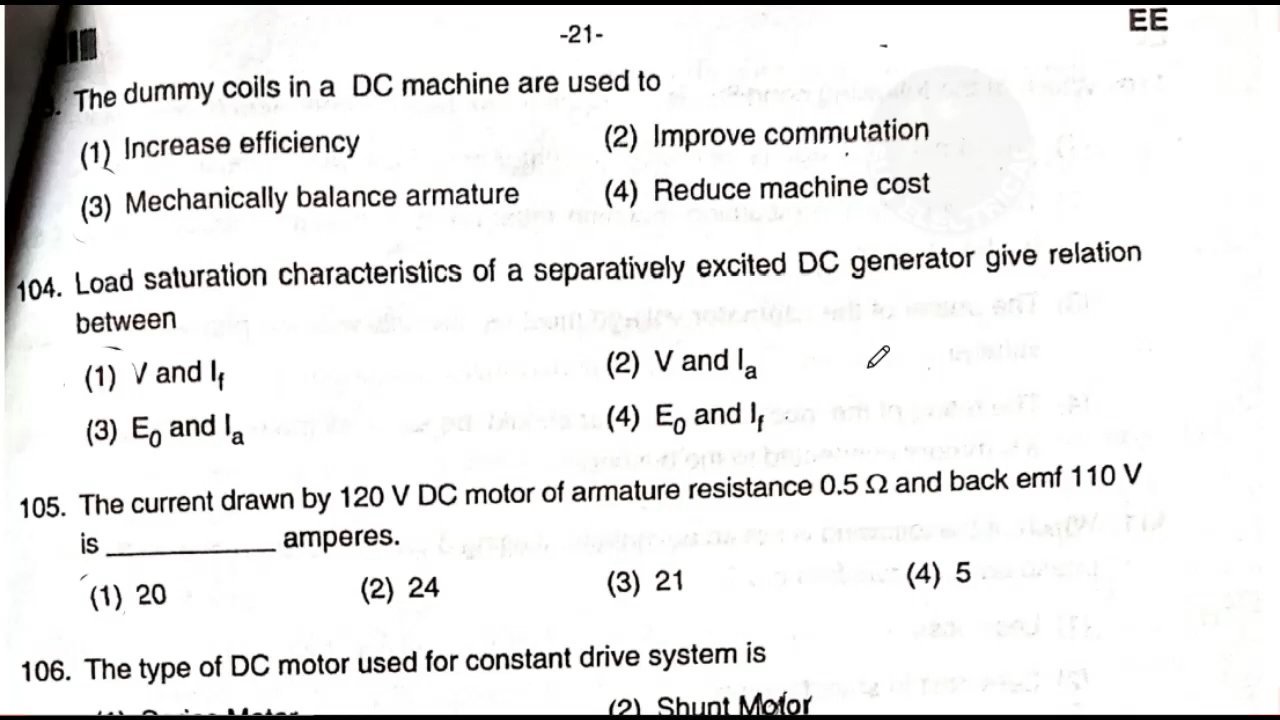 -21-
EE
The dummy coils in a DC machine are used to
(1) Increase efficiency (2) Improve commutation
(3) Mechanically balance armature (4) Reduce machine cost
104. Load saturation characteristics of a separatively excited DC generator give relation
between
(1) V and If (2) V and Ia
(3) E0 and Ia (4) E0 and If
105. The current drawn by 120 V DC motor of armature resistance 0.5 Ω and back emf 110 V
is ____________ amperes.
(1) 20 (2) 24 (3) 21 (4) 5
106. The type of DC motor used for constant drive system is
(1) Series Motor (2) Shunt Motor